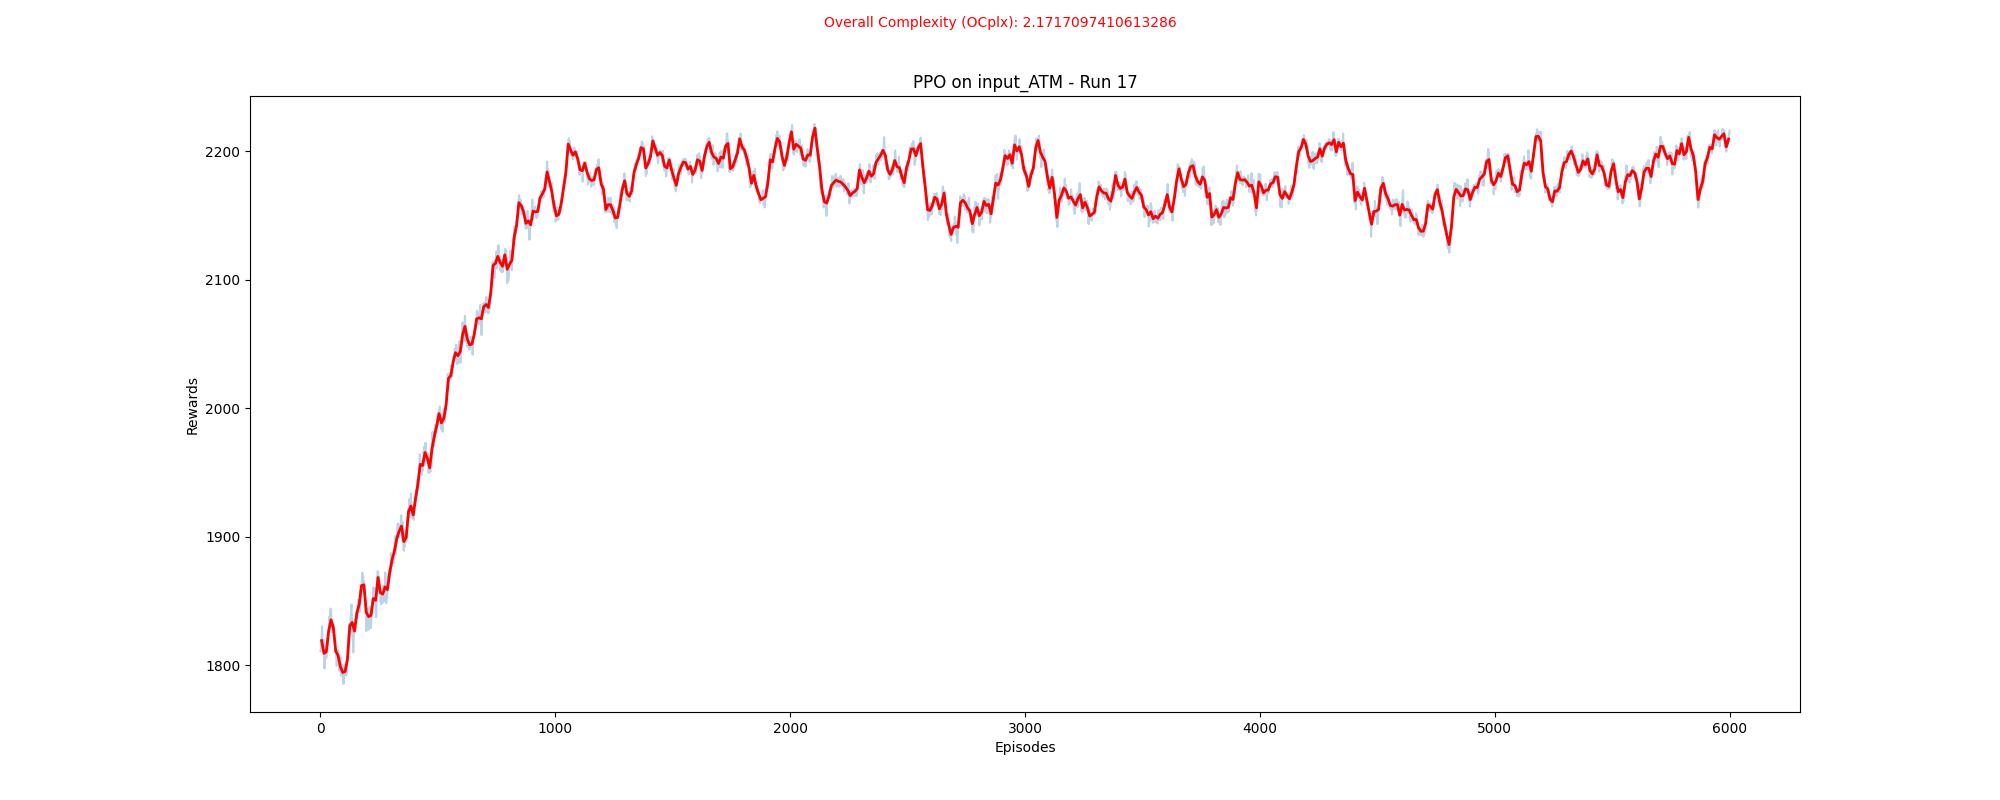 Overall Complexity (OCplx): 2.1717097410613286
PPO on input_ATM - Run 17
Rewards
2200
2100
2000
1900
1800
0 1000 2000 3000 4000 5000 6000
Episodes